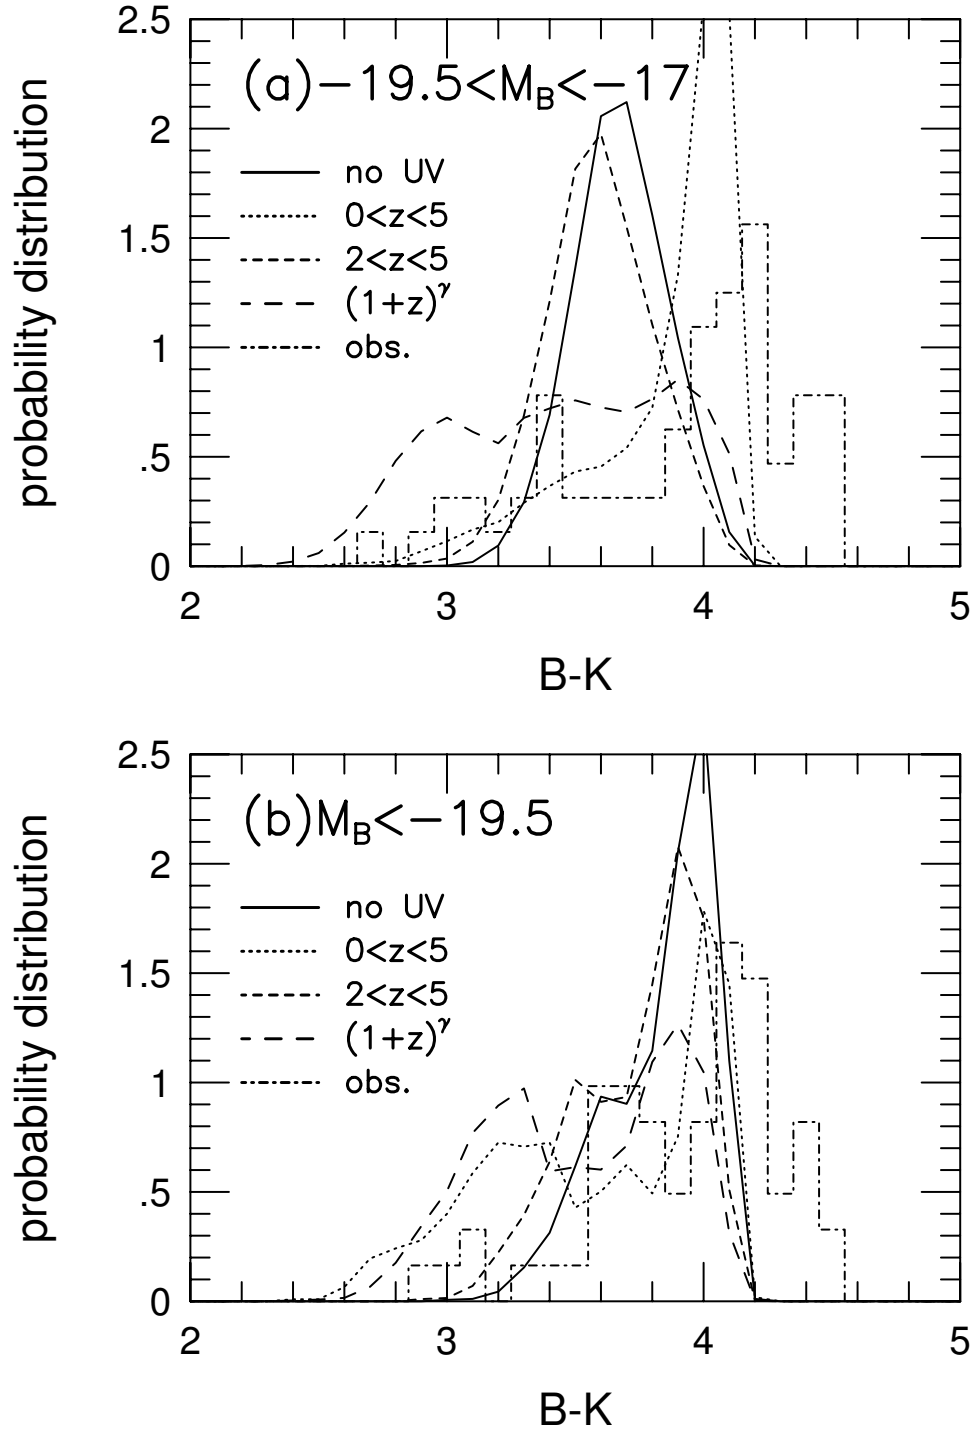 2.5
(a)−19.5<M_B<−17
2
no UV
0<z<5
1.5
2<z<5
(1+z)^γ
1
obs.
.5
0
2 3 4 5
B-K
probability distribution
2.5
(b)M_B<−19.5
2
no UV
0<z<5
1.5
2<z<5
(1+z)^γ
1
obs.
.5
0
2 3 4 5
B-K
probability distribution